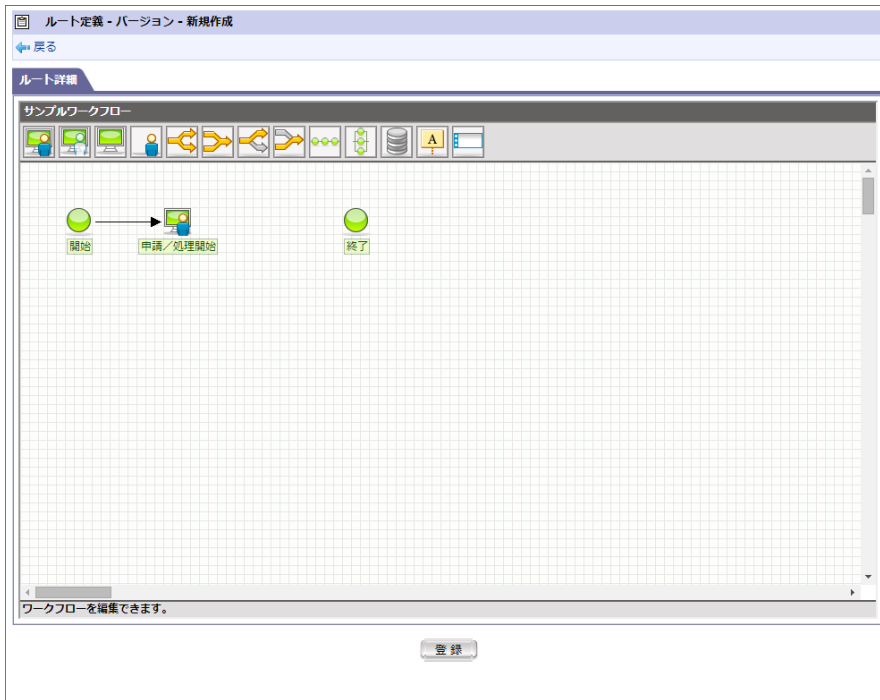 ルート定義 - バージョン - 新規作成
戻る
ルート詳細
サンプルワークフロー
A
開始
申請／処理開始
終了
ワークフローを編集できます。
登録